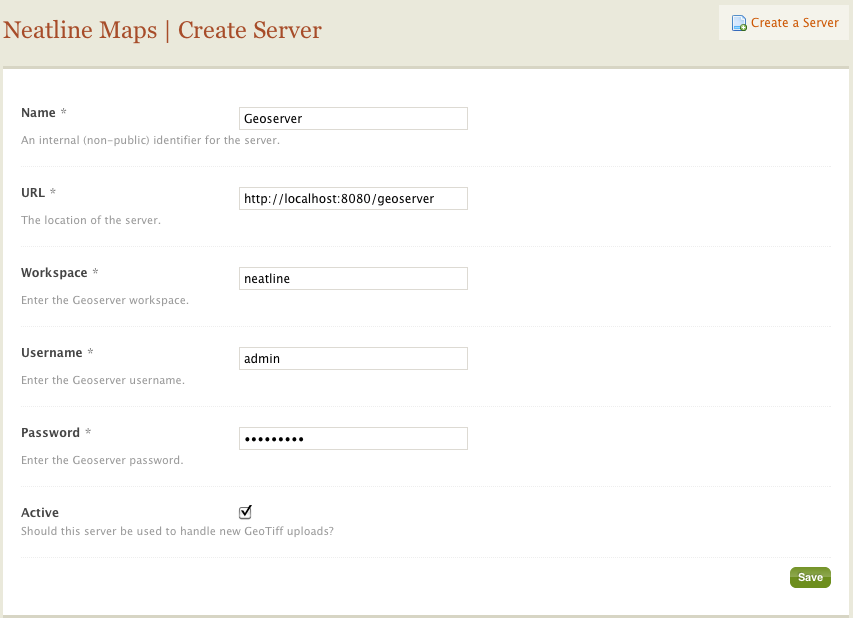 Neatline Maps | Create Server
Create a Server
Name *
Geoserver
An internal (non-public) identifier for the server.
URL *
http://localhost:8080/geoserver
The location of the server.
Workspace *
neatline
Enter the Geoserver workspace.
Username *
admin
Enter the Geoserver username.
Password *
•••••••••
Enter the Geoserver password.
Active
Should this server be used to handle new GeoTiff uploads?
Save